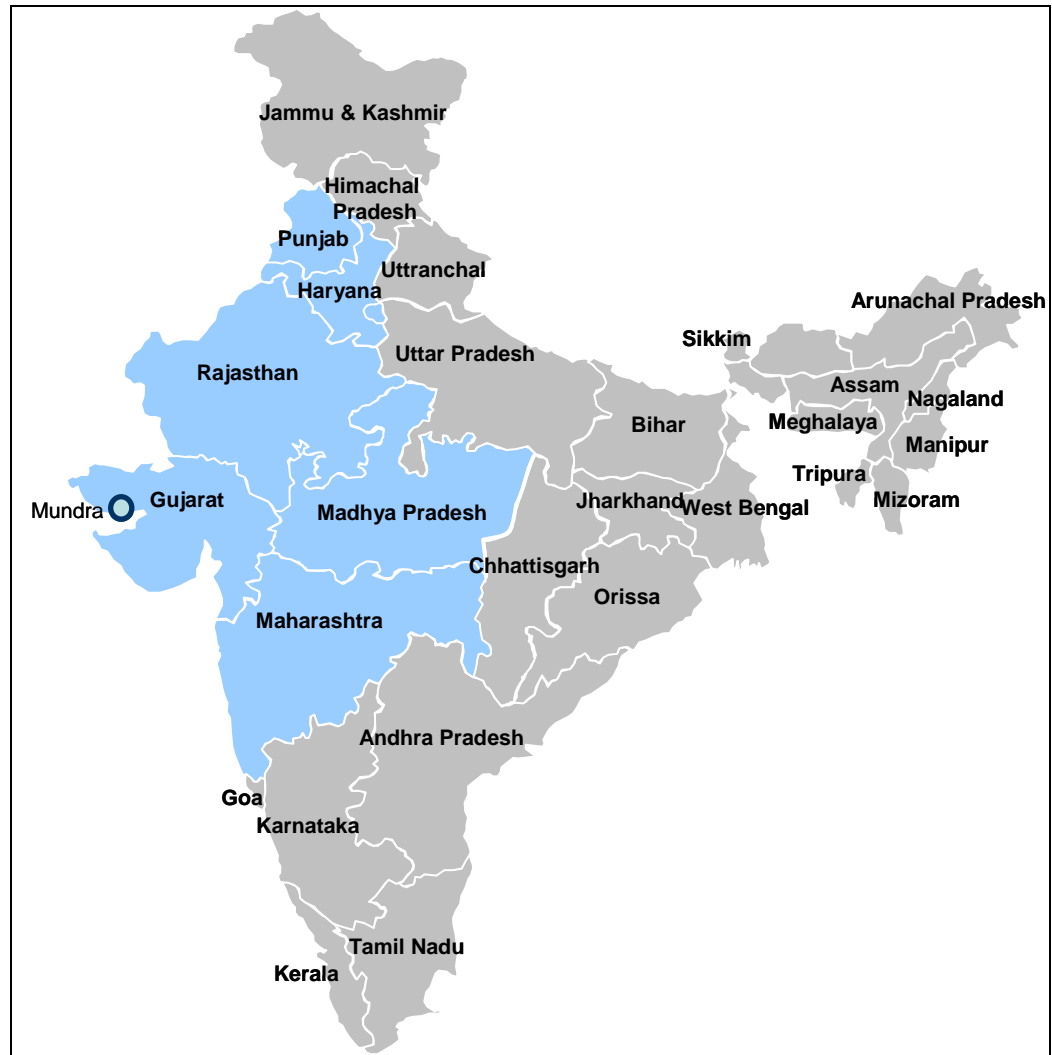 Jammu & Kashmir
Himachal
Pradesh
Punjab
Uttranchal
Haryana
Arunachal Pradesh
Sikkim
Uttar Pradesh
Rajasthan
Assam
Nagaland
Meghalaya
Bihar
Manipur
Tripura
Gujarat
Mizoram
Jharkhand
West Bengal
Mundra
Madhya Pradesh
Chhattisgarh
Orissa
Maharashtra
Andhra Pradesh
Goa
Karnataka
Tamil Nadu
Kerala